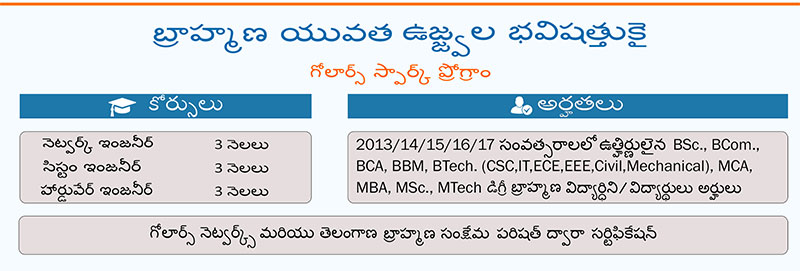 బ్రాహ్మణ యువత ఉజ్జ్వల భవిషత్తుకై
గోలార్స్ స్పార్క్ ప్రోగ్రాం
కోర్సులు
నెట్వర్క్ ఇంజనీర్ 3 నెలలు
సిస్టం ఇంజనీర్ 3 నెలలు
హార్డువేర్ ఇంజనీర్ 3 నెలలు
అర్హతలు
2013/14/15/16/17 సంవత్సరాలలో ఉత్తీర్ణులైన BSc., BCom.,
BCA, BBM, BTech. (CSC,IT,ECE,EEE,Civil,Mechanical), MCA,
MBA, MSc., MTech డిగ్రీ బ్రాహ్మణ విద్యార్ధిని/ విద్యార్థులు అర్హులు
గోలార్స్ నెట్వర్క్స్ మరియు తెలంగాణ బ్రాహ్మణ సంక్షేమ పరిషత్ ద్వారా సర్టిఫికేషన్